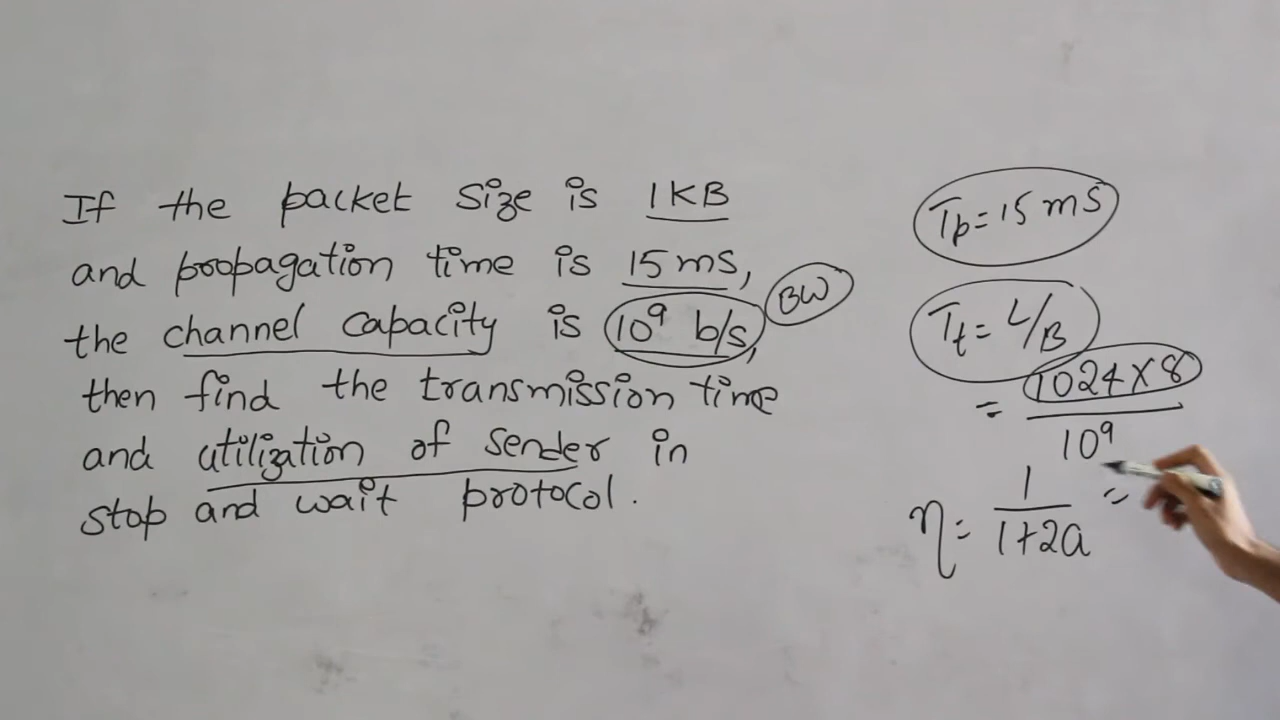 If the packet size is 1KB
and propagation time is 15 ms,
the channel capacity is 10⁹ b/s,
BW
then find the transmission time
and utilization of sender in
stop and wait protocol.
Tp = 15 ms
Tt = L/B
= 1024 X 8
10⁹
η = 1 =
1+2a